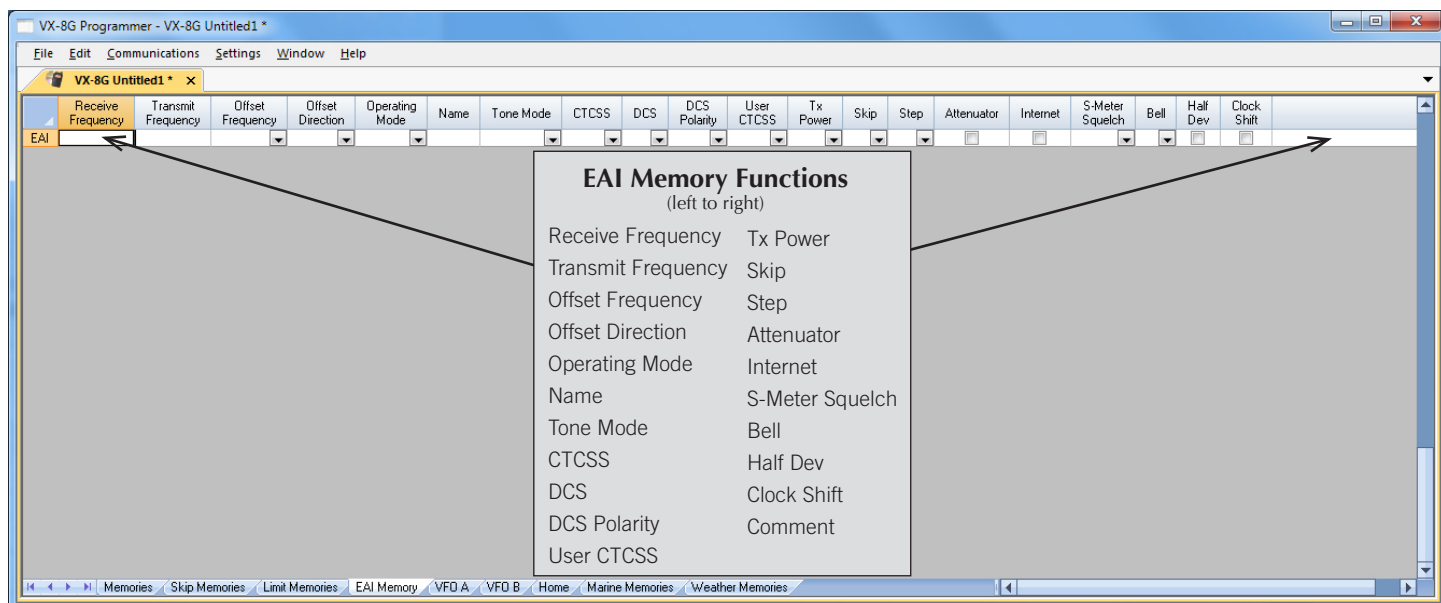 VX-8G Programmer - VX-8G Untitled1 *
File Edit Communications Settings Window Help
VX-8G Untitled1 * x
Receive Frequency Transmit Frequency Offset Frequency Offset Direction Operating Mode Name Tone Mode CTCSS DCS DCS Polarity User CTCSS Tx Power Skip Step Attenuator Internet S-Meter Squelch Bell Half Dev Clock Shift
EAI
EAI Memory Functions
(left to right)
Receive Frequency
Transmit Frequency
Offset Frequency
Offset Direction
Operating Mode
Name
Tone Mode
CTCSS
DCS
DCS Polarity
User CTCSS
Tx Power
Skip
Step
Attenuator
Internet
S-Meter Squelch
Bell
Half Dev
Clock Shift
Comment
Memories Skip Memories Limit Memories EAI Memory VFO A VFO B Home Marine Memories Weather Memories